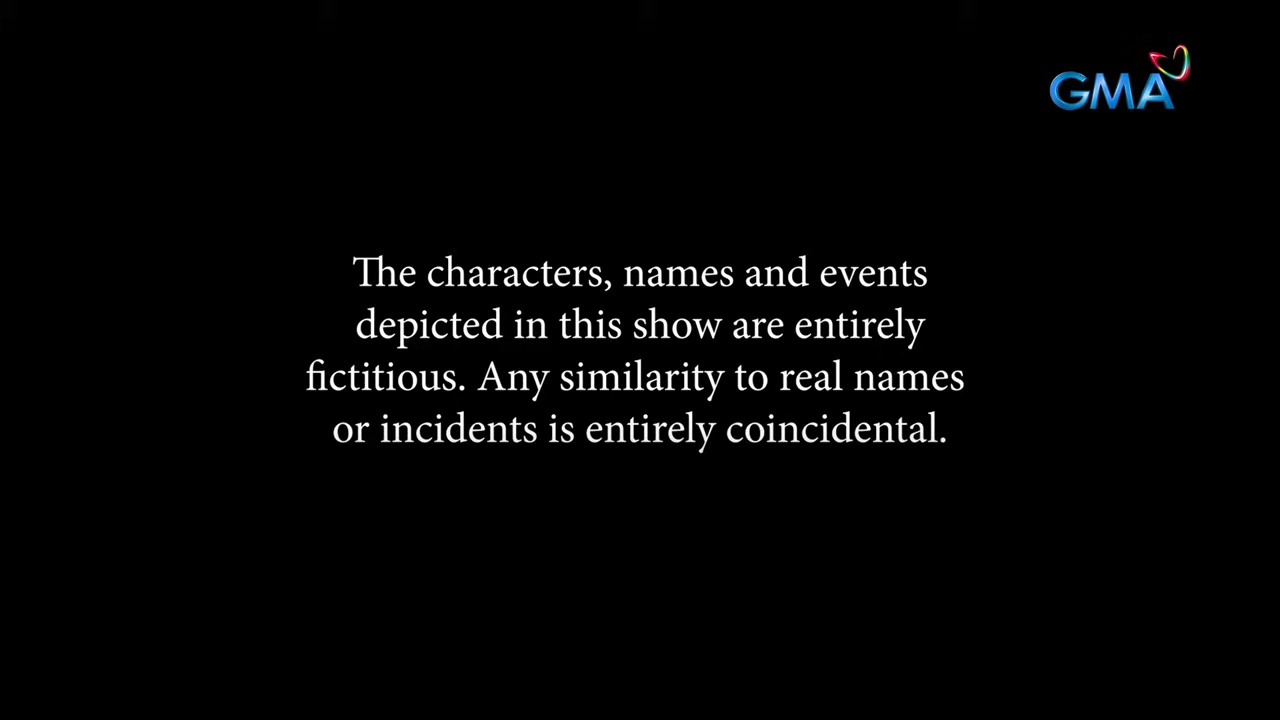 GMA
The characters, names and events
depicted in this show are entirely
fictitious. Any similarity to real names
or incidents is entirely coincidental.